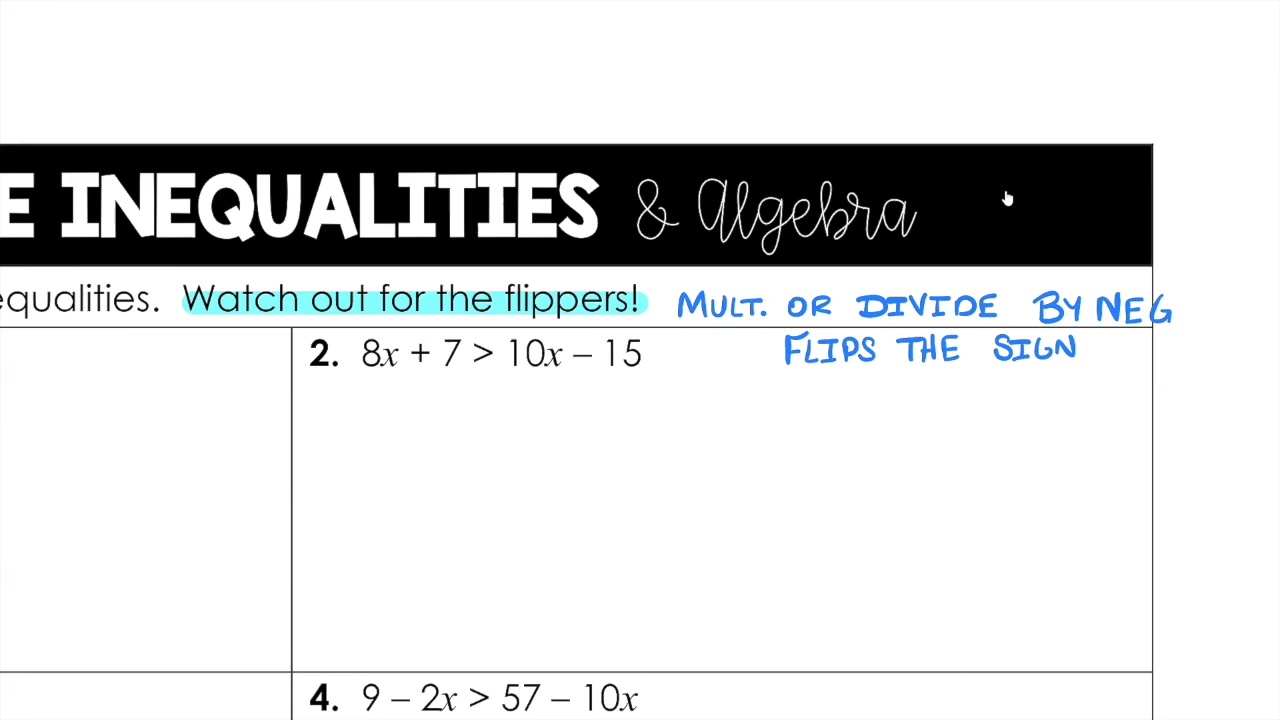 E INEQUALITIES & Algebra
equalities. Watch out for the flippers! MULT. OR DIVIDE BY NEG
FLIPS THE SIGN
2. 8x + 7 > 10x – 15
4. 9 – 2x > 57 – 10x